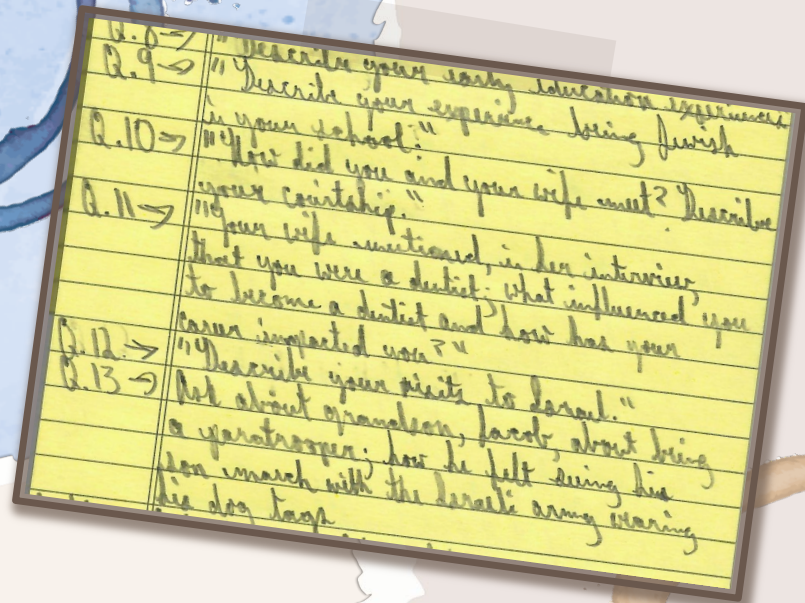 Q.8→ "Describe your early education experiences
Q.9→ "Describe your experience being Jewish
in your school."
Q.10→ "How did you and your wife meet? Describe
your courtship."
Q.11→ "Your wife mentioned, in her interview,
that you were a dentist; what influenced you
to become a dentist and how has your
career impacted you?"
Q.12→ "Describe your visits to Israel."
Q.13→ Ask about grandson, Jacob, about being
a paratrooper; how he felt seeing his
son march with the Israeli army wearing
his dog tags